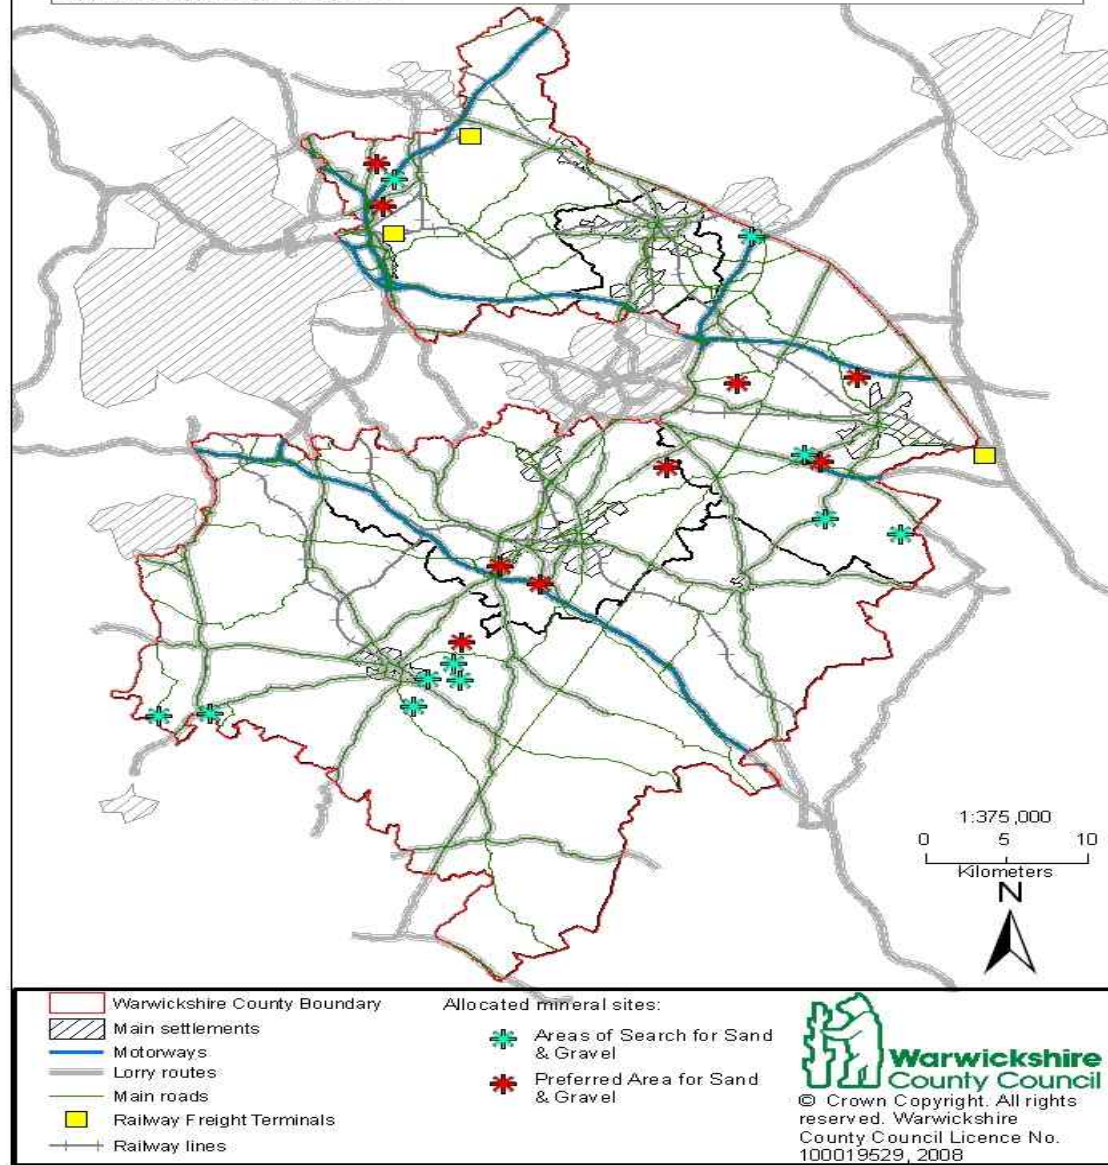 1:375,000
0 5 10
Kilometers
N
Warwickshire County Boundary
Main settlements
Motorways
Lorry routes
Main roads
Railway Freight Terminals
Railway lines
Allocated mineral sites:
Areas of Search for Sand
& Gravel
Preferred Area for Sand
& Gravel
Warwickshire
County Council
© Crown Copyright. All rights
reserved. Warwickshire
County Council Licence No.
100019529, 2008